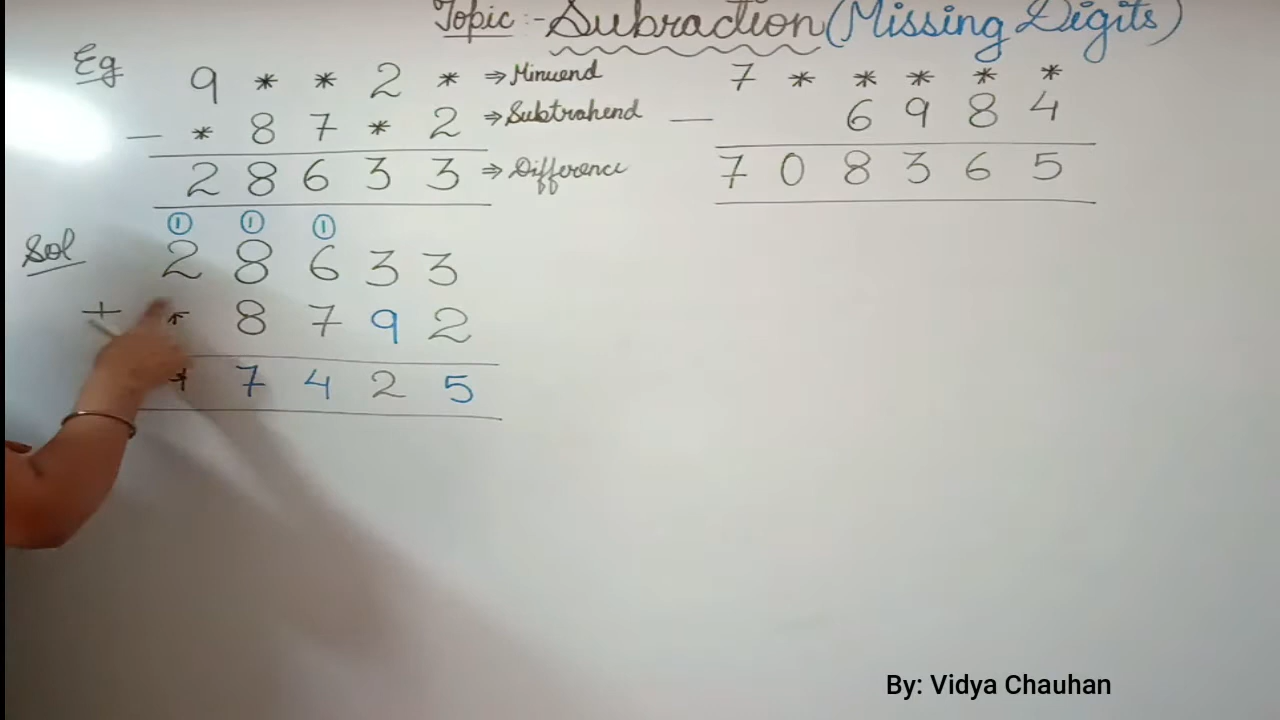 Topic :- Subraction (Missing Digits)
Eg
9 * * 2 * ⇒ Minuend
— * 8 7 * 2 ⇒ Subtrahend
2 8 6 3 3 ⇒ Difference
7 * * * * *
— 6 9 8 4
7 0 8 3 6 5
Sol
① ① ①
2 8 6 3 3
+ * 8 7 9 2
* 7 4 2 5
By: Vidya Chauhan